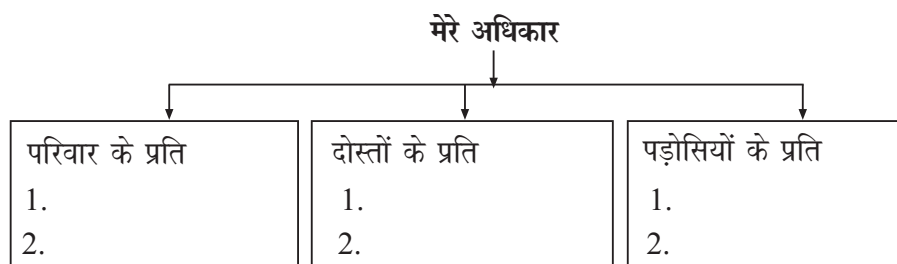 मेरे अधिकार
परिवार के प्रति
1.
2.
दोस्तों के प्रति
1.
2.
पड़ोसियों के प्रति
1.
2.